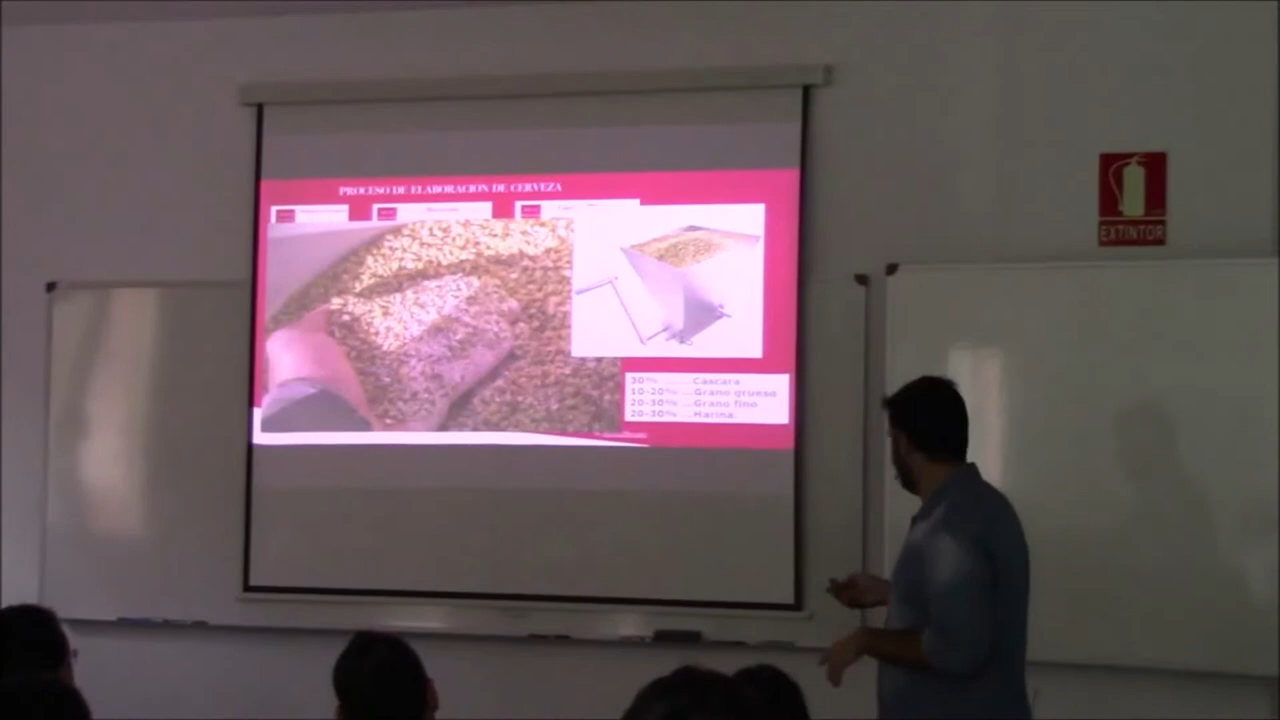 PROCESO DE ELABORACION DE CERVEZA
EXTINTOR
30% ...... Cascara
10-20% ...Grano grueso
20-30% ...Grano fino
20-30% ...Harina